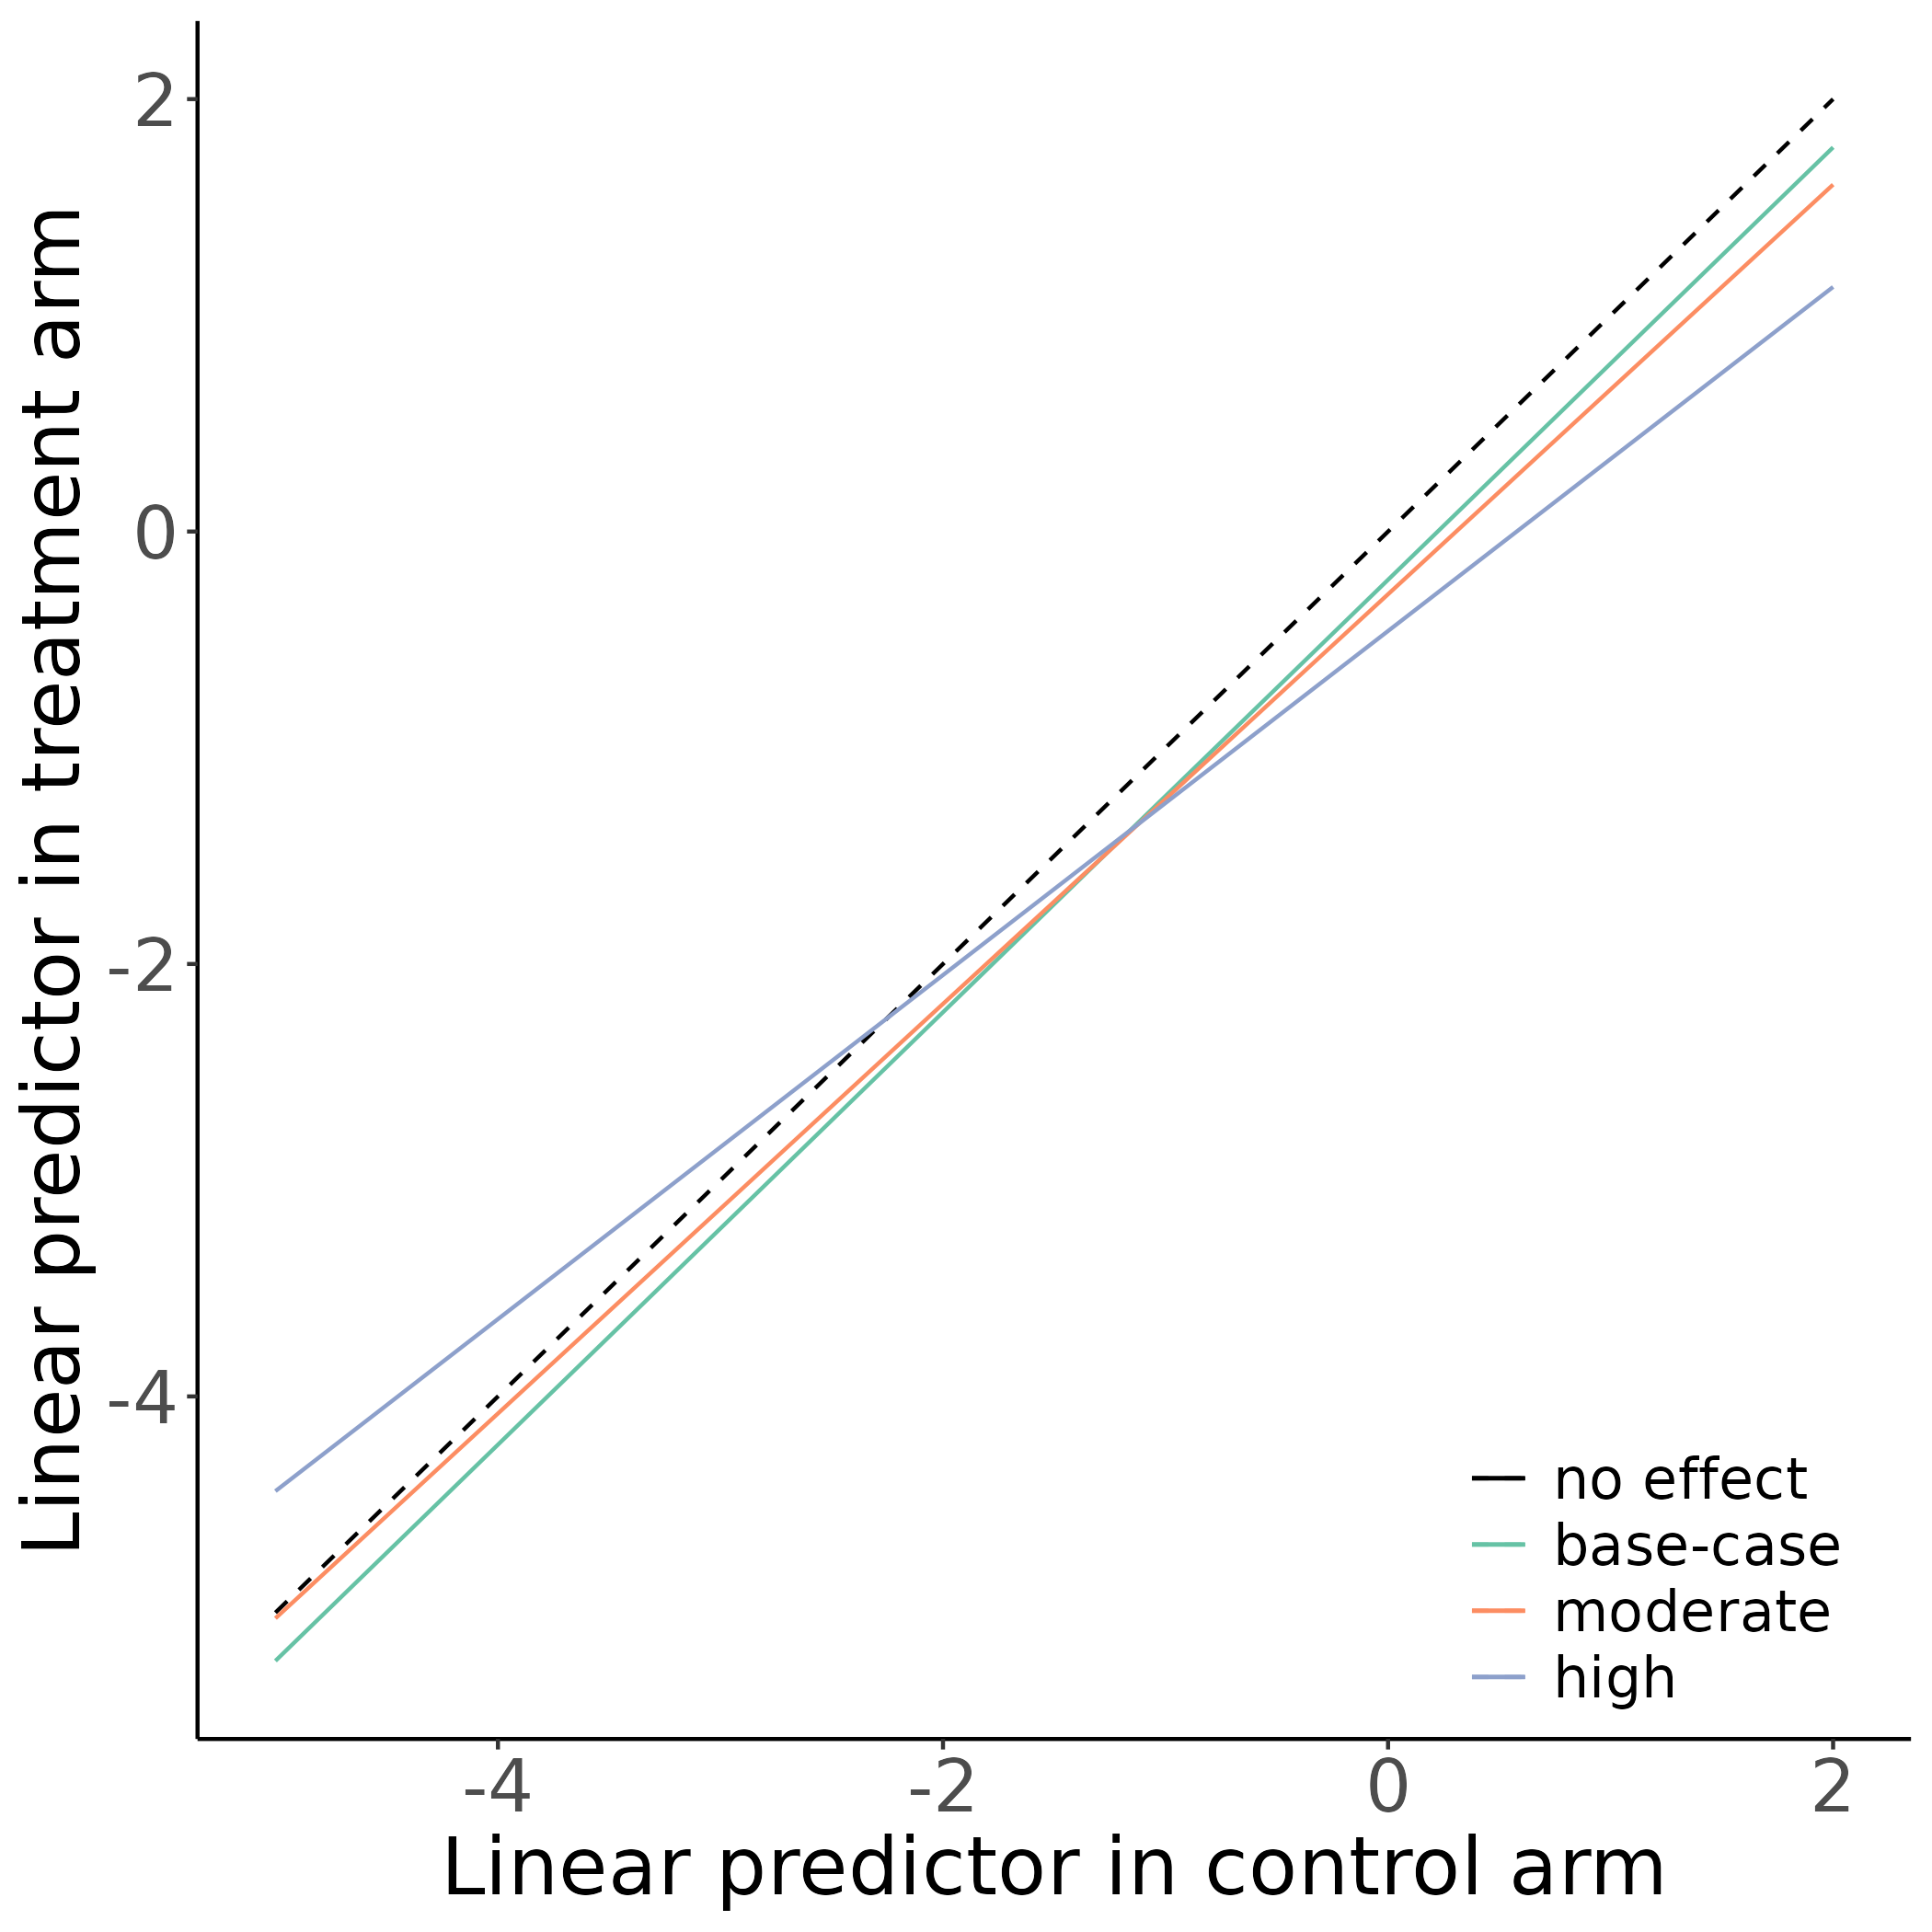 Linear predictor in treatment arm
2
0
-2
-4
no effect
base-case
moderate
high
-4 -2 0 2
Linear predictor in control arm